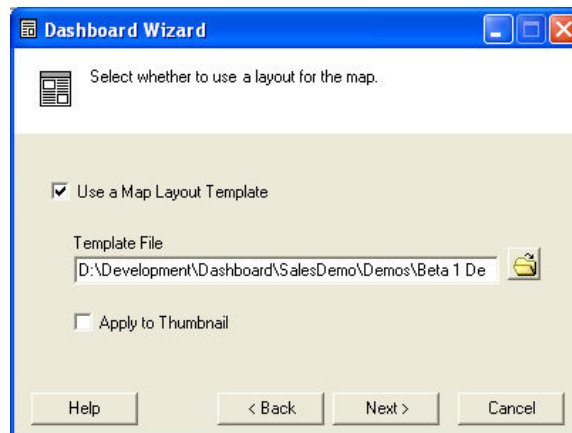 Dashboard Wizard
Select whether to use a layout for the map.
Use a Map Layout Template
Template File
D:\Development\Dashboard\SalesDemo\Demos\Beta 1 De
Apply to Thumbnail
Help < Back Next > Cancel